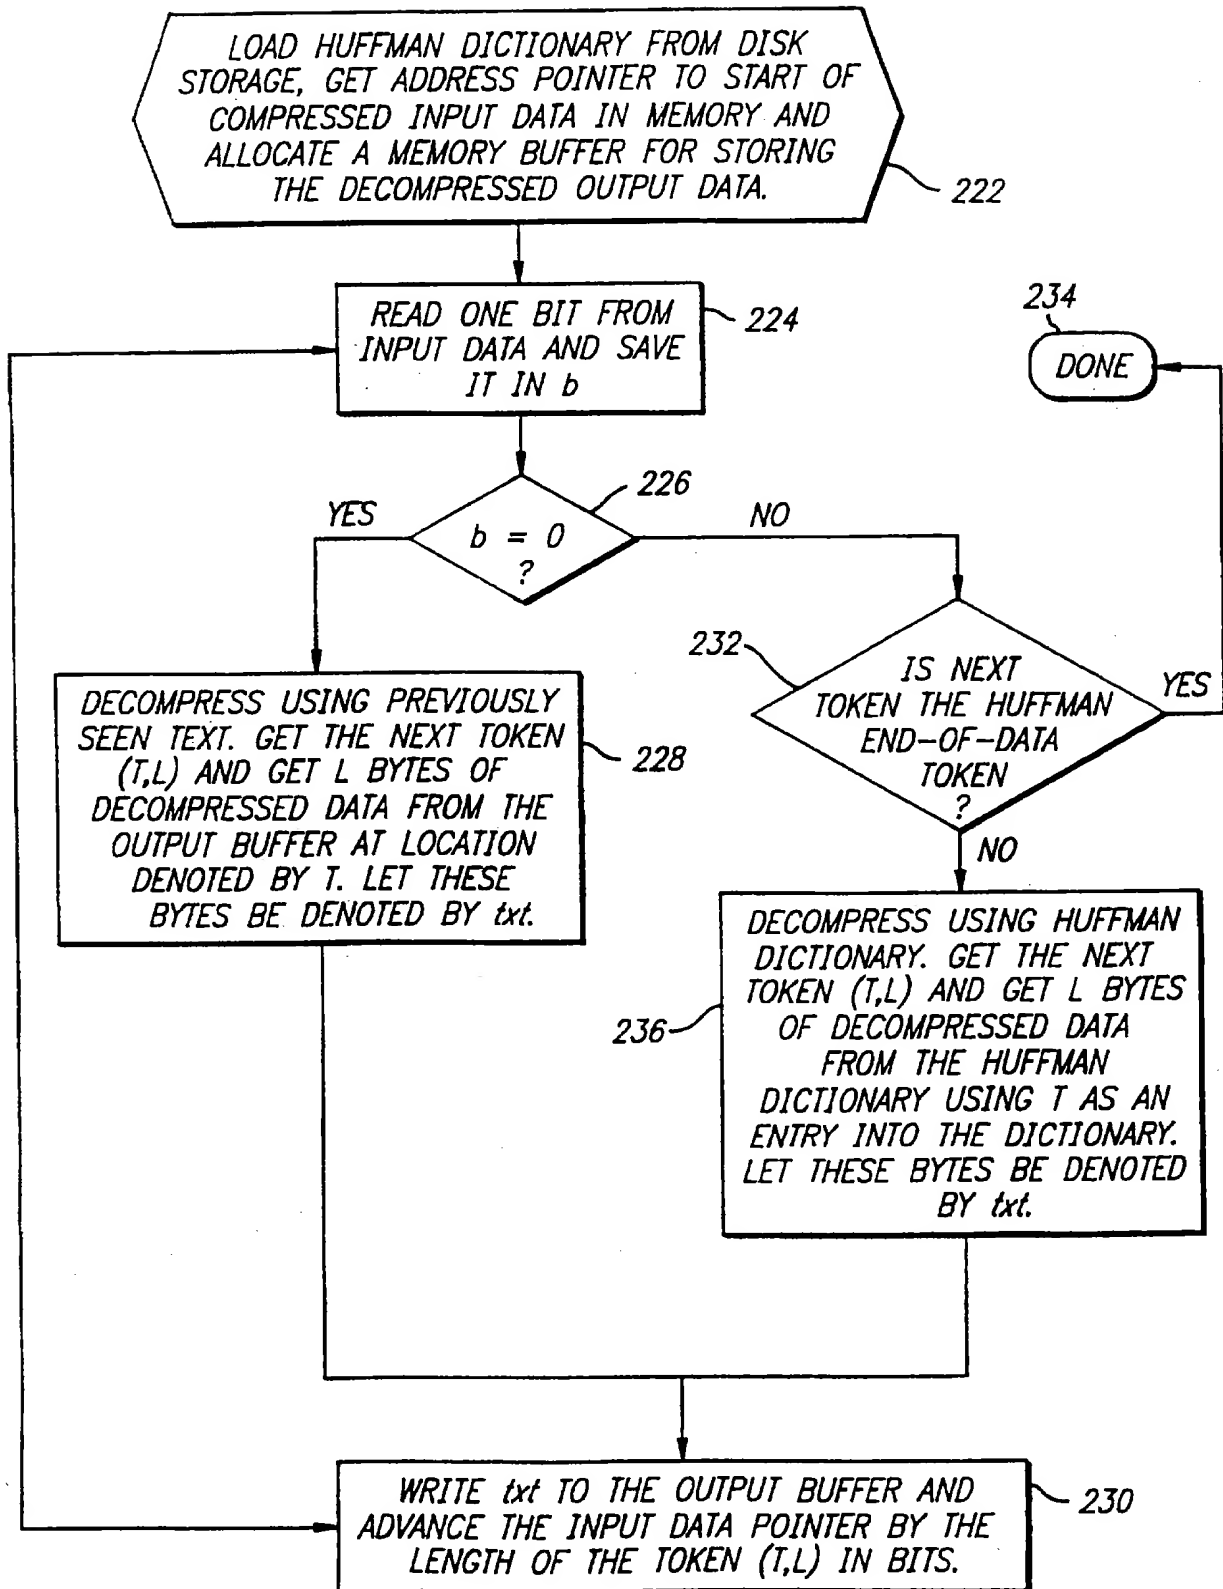 LOAD HUFFMAN DICTIONARY FROM DISK
STORAGE, GET ADDRESS POINTER TO START OF
COMPRESSED INPUT DATA IN MEMORY AND
ALLOCATE A MEMORY BUFFER FOR STORING
THE DECOMPRESSED OUTPUT DATA.
222
READ ONE BIT FROM
INPUT DATA AND SAVE
IT IN b
224
234
DONE
226
YES
b = 0
?
NO
232
IS NEXT
TOKEN THE HUFFMAN
END-OF-DATA
TOKEN
?
YES
NO
DECOMPRESS USING PREVIOUSLY
SEEN TEXT. GET THE NEXT TOKEN
(T,L) AND GET L BYTES OF
DECOMPRESSED DATA FROM THE
OUTPUT BUFFER AT LOCATION
DENOTED BY T. LET THESE
BYTES BE DENOTED BY txt.
228
DECOMPRESS USING HUFFMAN
DICTIONARY. GET THE NEXT
TOKEN (T,L) AND GET L BYTES
OF DECOMPRESSED DATA
FROM THE HUFFMAN
DICTIONARY USING T AS AN
ENTRY INTO THE DICTIONARY.
LET THESE BYTES BE DENOTED
BY txt.
236
WRITE txt TO THE OUTPUT BUFFER AND
ADVANCE THE INPUT DATA POINTER BY THE
LENGTH OF THE TOKEN (T,L) IN BITS.
230